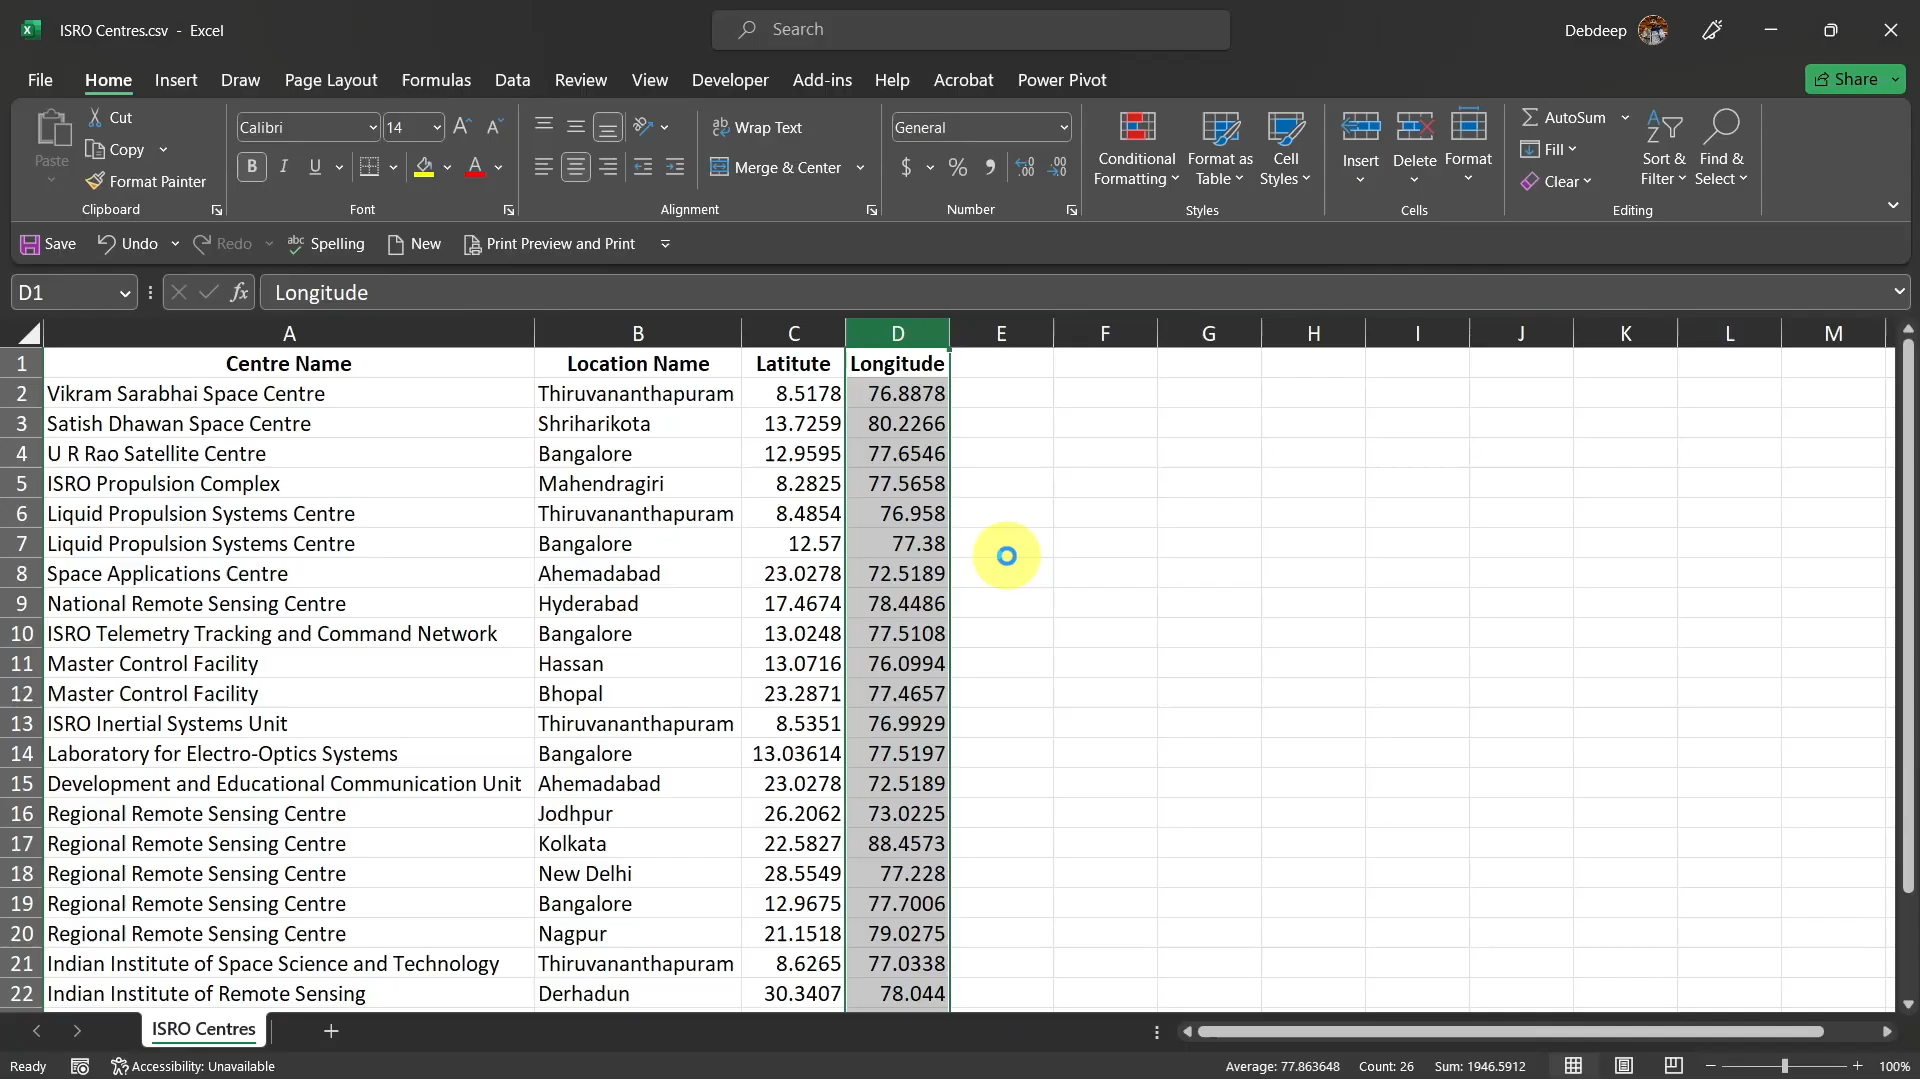 ISRO Centres.csv - Excel
Search
Debdeep
File Home Insert Draw Page Layout Formulas Data Review View Developer Add-ins Help Acrobat Power Pivot
Share
Paste
Cut
Copy
Format Painter
Clipboard
Calibri 14
B I U
Font
Wrap Text
Merge & Center
Alignment
General
$ % 9
Number
Conditional Formatting
Format as Table
Cell Styles
Styles
Insert
Delete
Format
Cells
AutoSum
Fill
Clear
Sort & Filter
Find & Select
Editing
Save Undo Redo Spelling New Print Preview and Print
D1 fx Longitude
A B C D E F G H I J K L M
1 Centre Name Location Name Latitute Longitude
2 Vikram Sarabhai Space Centre Thiruvananthapuram 8.5178 76.8878
3 Satish Dhawan Space Centre Shriharikota 13.7259 80.2266
4 U R Rao Satellite Centre Bangalore 12.9595 77.6546
5 ISRO Propulsion Complex Mahendragiri 8.2825 77.5658
6 Liquid Propulsion Systems Centre Thiruvananthapuram 8.4854 76.958
7 Liquid Propulsion Systems Centre Bangalore 12.57 77.38
8 Space Applications Centre Ahemadabad 23.0278 72.5189
9 National Remote Sensing Centre Hyderabad 17.4674 78.4486
10 ISRO Telemetry Tracking and Command Network Bangalore 13.0248 77.5108
11 Master Control Facility Hassan 13.0716 76.0994
12 Master Control Facility Bhopal 23.2871 77.4657
13 ISRO Inertial Systems Unit Thiruvananthapuram 8.5351 76.9929
14 Laboratory for Electro-Optics Systems Bangalore 13.03614 77.5197
15 Development and Educational Communication Unit Ahemadabad 23.0278 72.5189
16 Regional Remote Sensing Centre Jodhpur 26.2062 73.0225
17 Regional Remote Sensing Centre Kolkata 22.5827 88.4573
18 Regional Remote Sensing Centre New Delhi 28.5549 77.228
19 Regional Remote Sensing Centre Bangalore 12.9675 77.7006
20 Regional Remote Sensing Centre Nagpur 21.1518 79.0275
21 Indian Institute of Space Science and Technology Thiruvananthapuram 8.6265 77.0338
22 Indian Institute of Remote Sensing Derhadun 30.3407 78.044
ISRO Centres
Ready Accessibility: Unavailable Average: 77.863648 Count: 26 Sum: 1946.5912 100%